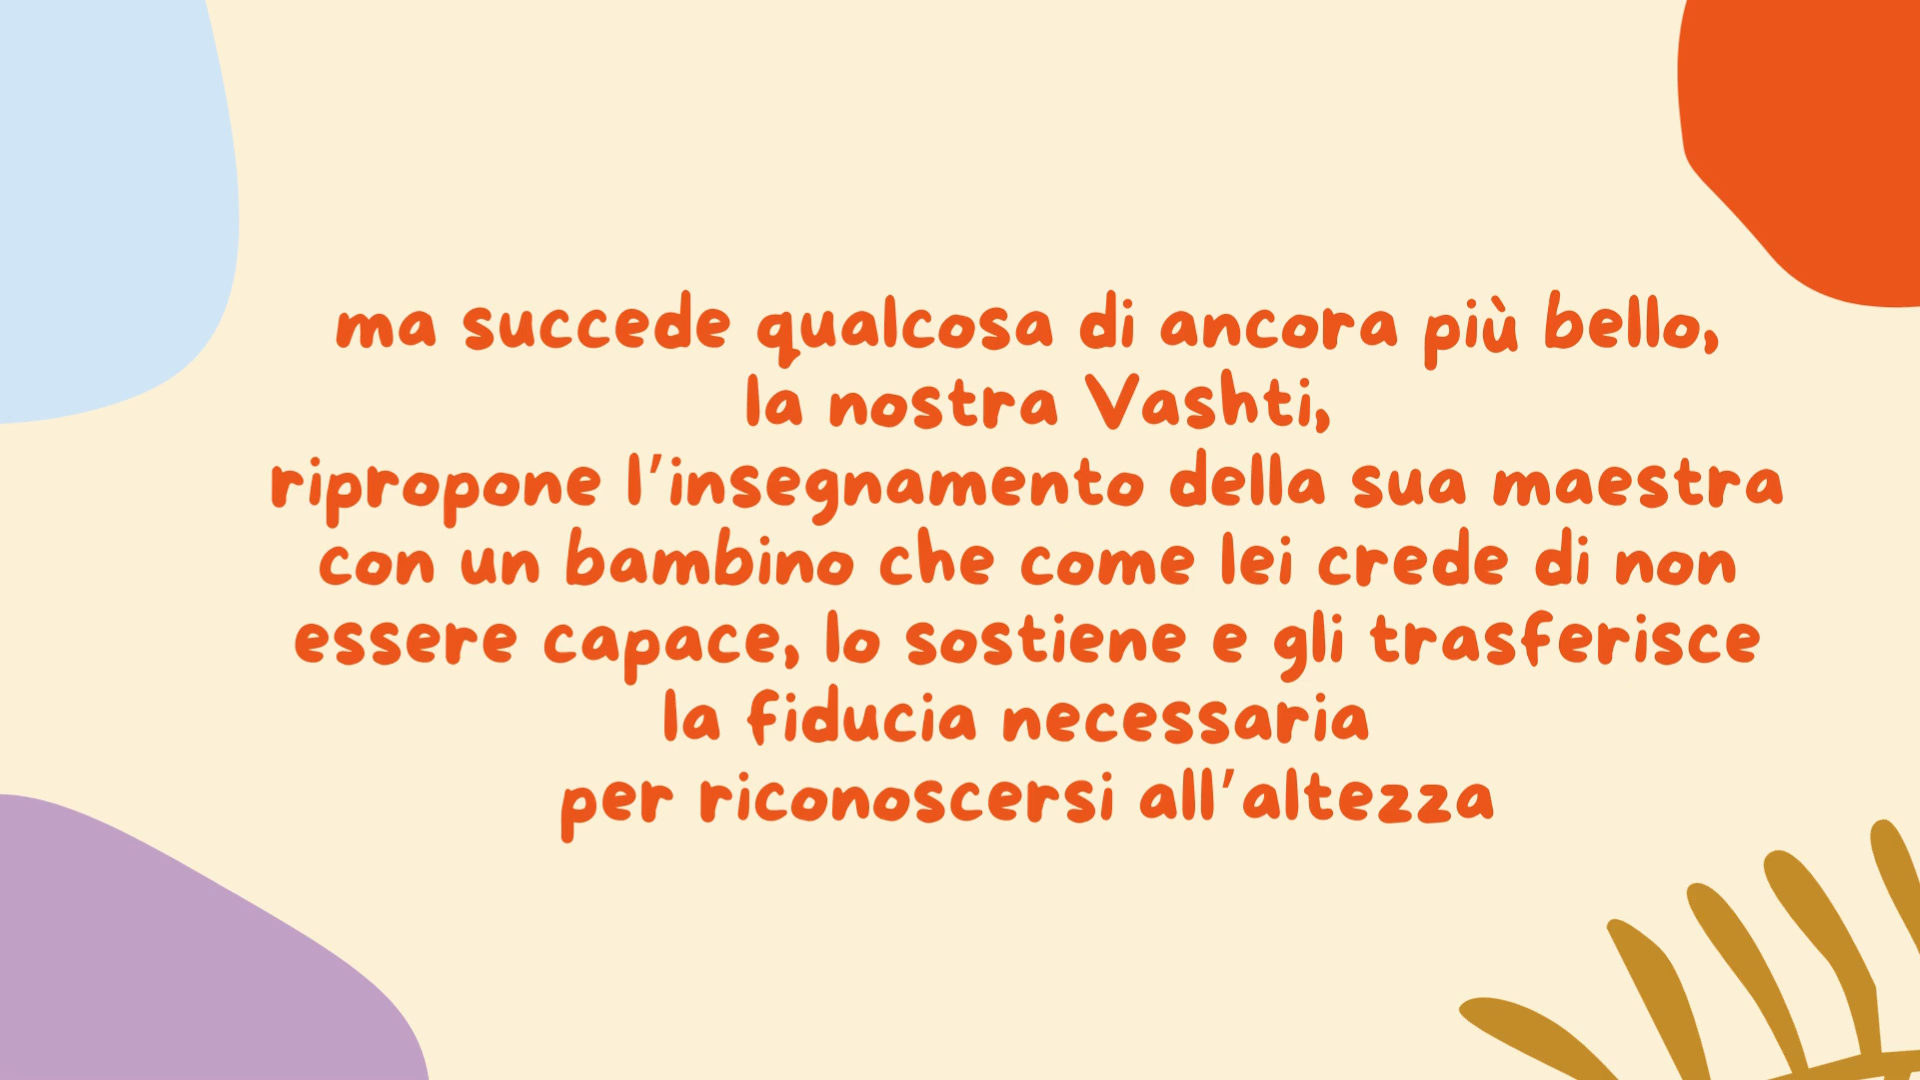 ma succede qualcosa di ancora più bello,
la nostra Vashti,
ripropone l'insegnamento della sua maestra
con un bambino che come lei crede di non
essere capace, lo sostiene e gli trasferisce
la fiducia necessaria
per riconoscersi all'altezza